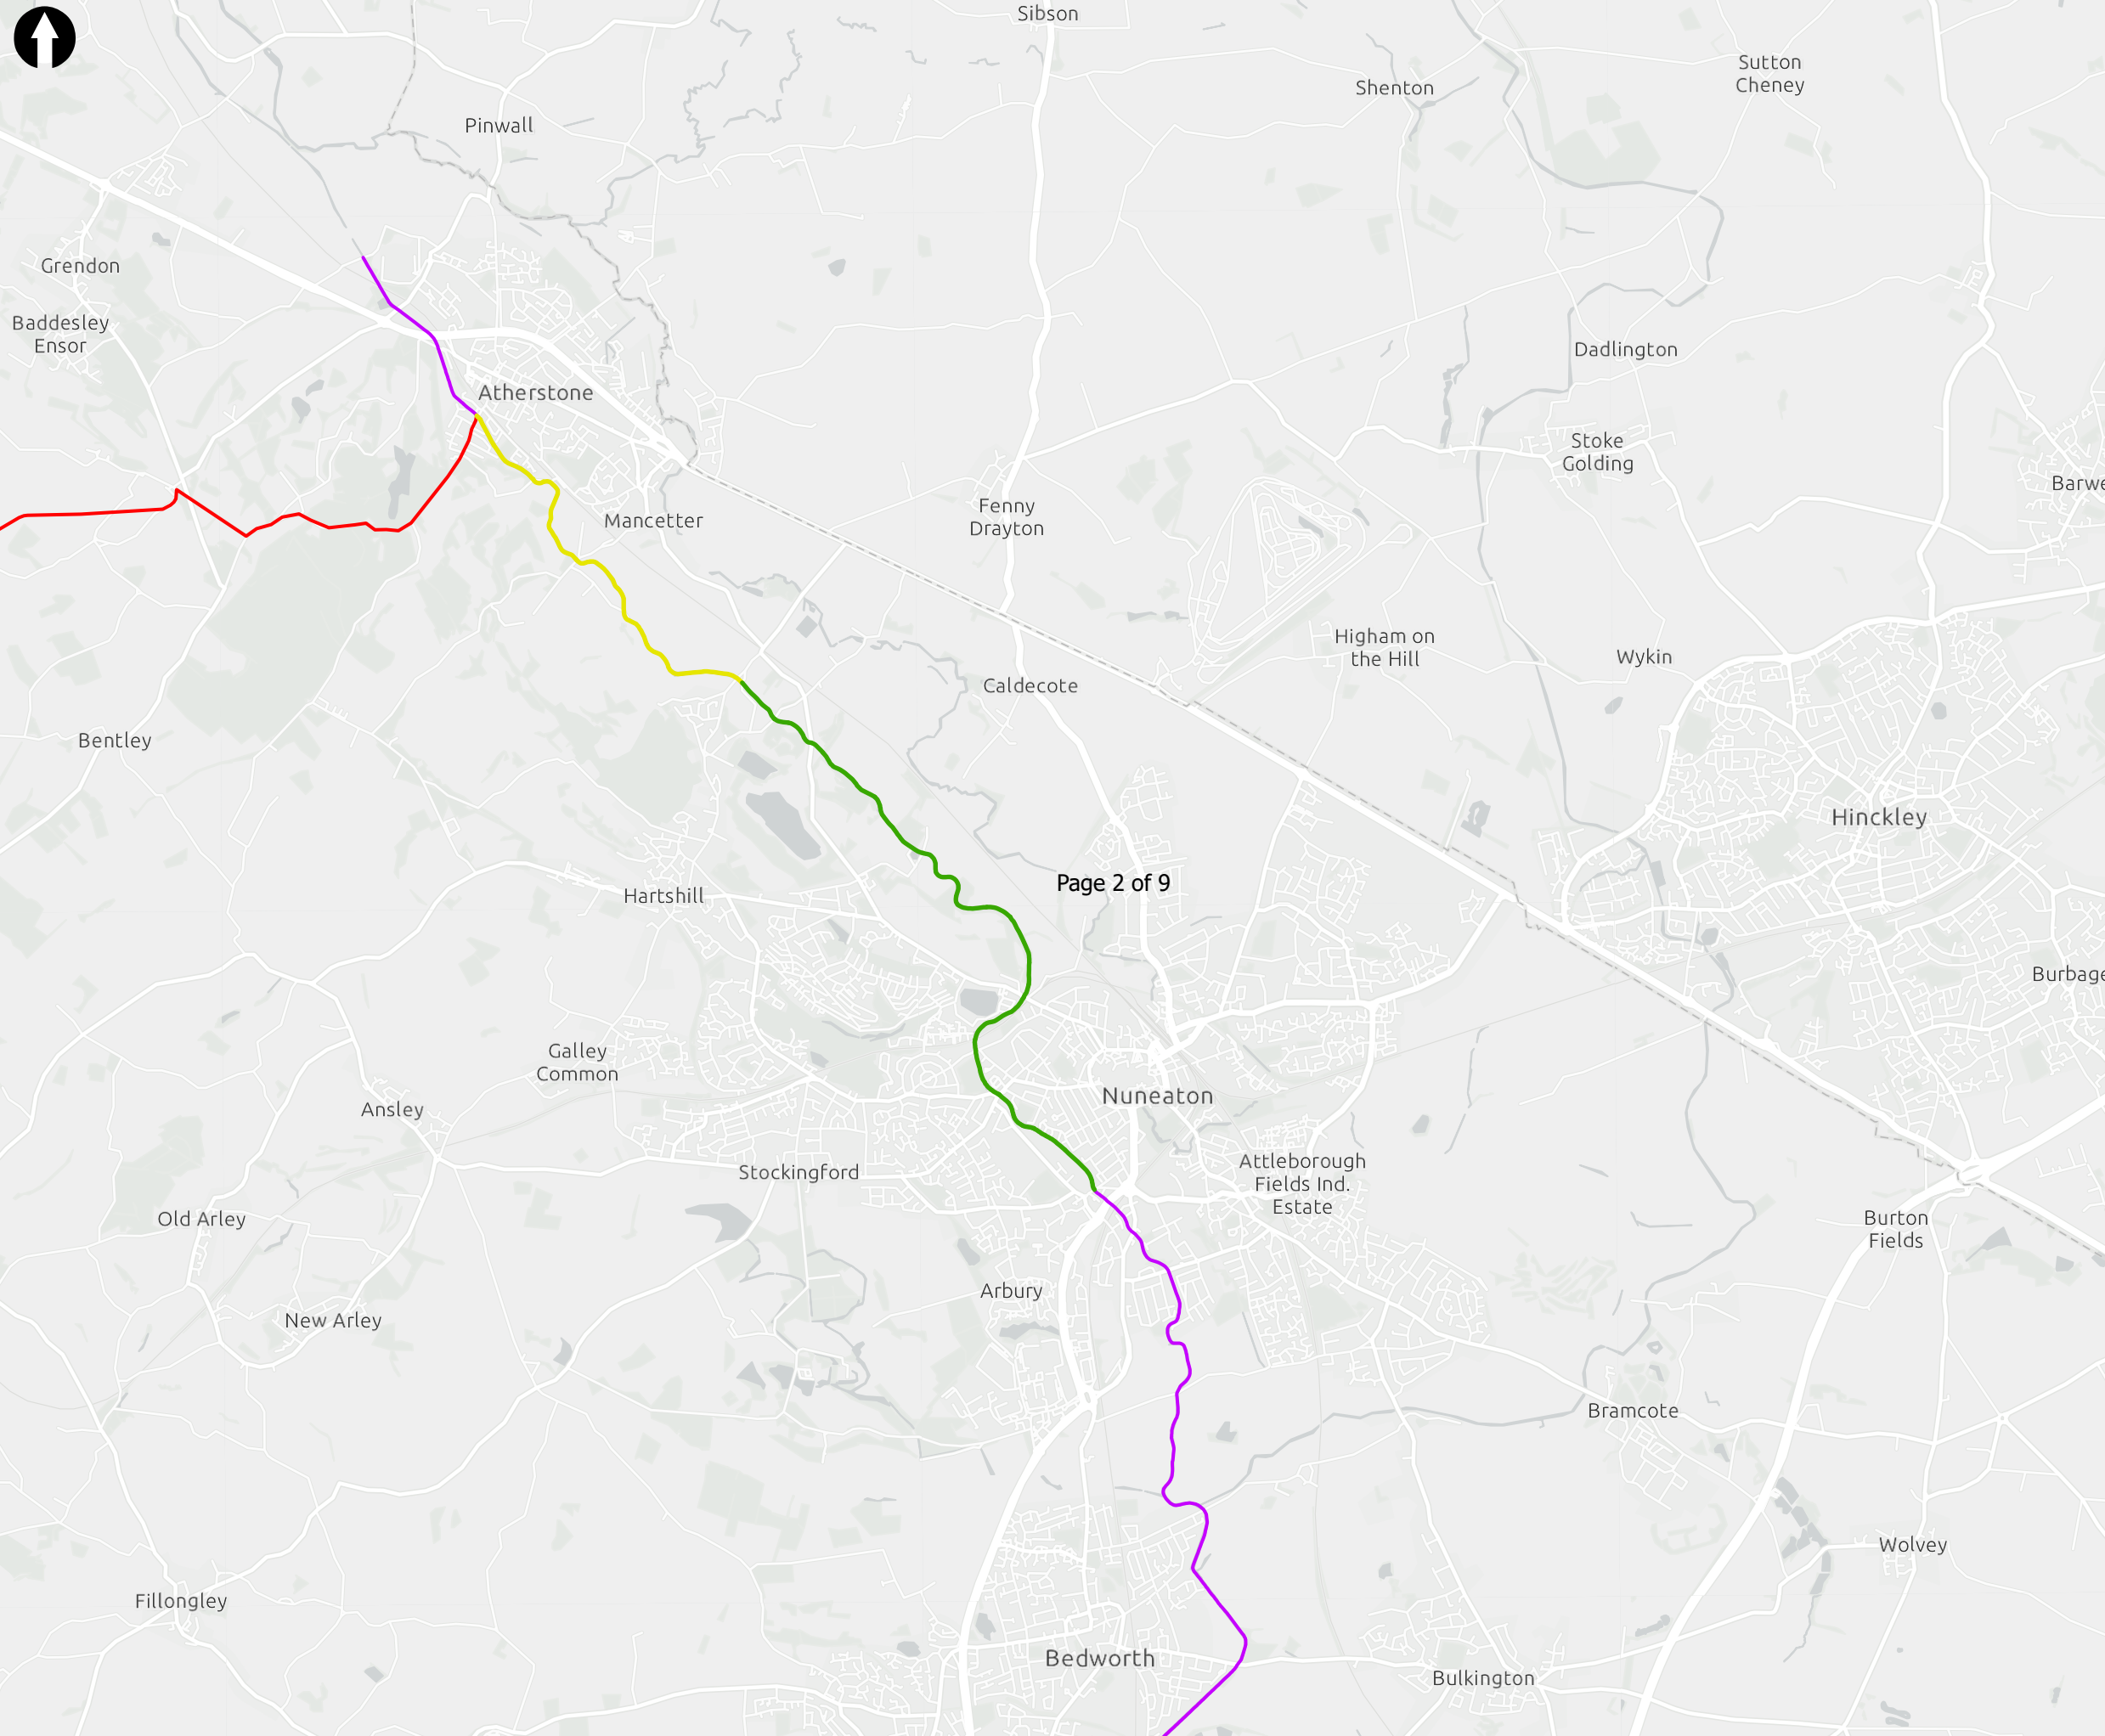 Sibson
Sutton
Cheney
Shenton
Pinwall
Grendon
Baddesley
Ensor
Dadlington
Atherstone
Stoke
Golding
Barwe
Fenny
Drayton
Mancetter
Higham on
the Hill
Wykin
Caldecote
Bentley
Hinckley
Page 2 of 9
Hartshill
Burbage
Galley
Common
Nuneaton
Ansley
Attleborough
Fields Ind.
Estate
Stockingford
Old Arley
Burton
Fields
Arbury
New Arley
Bramcote
Wolvey
Fillongley
Bedworth
Bulkington